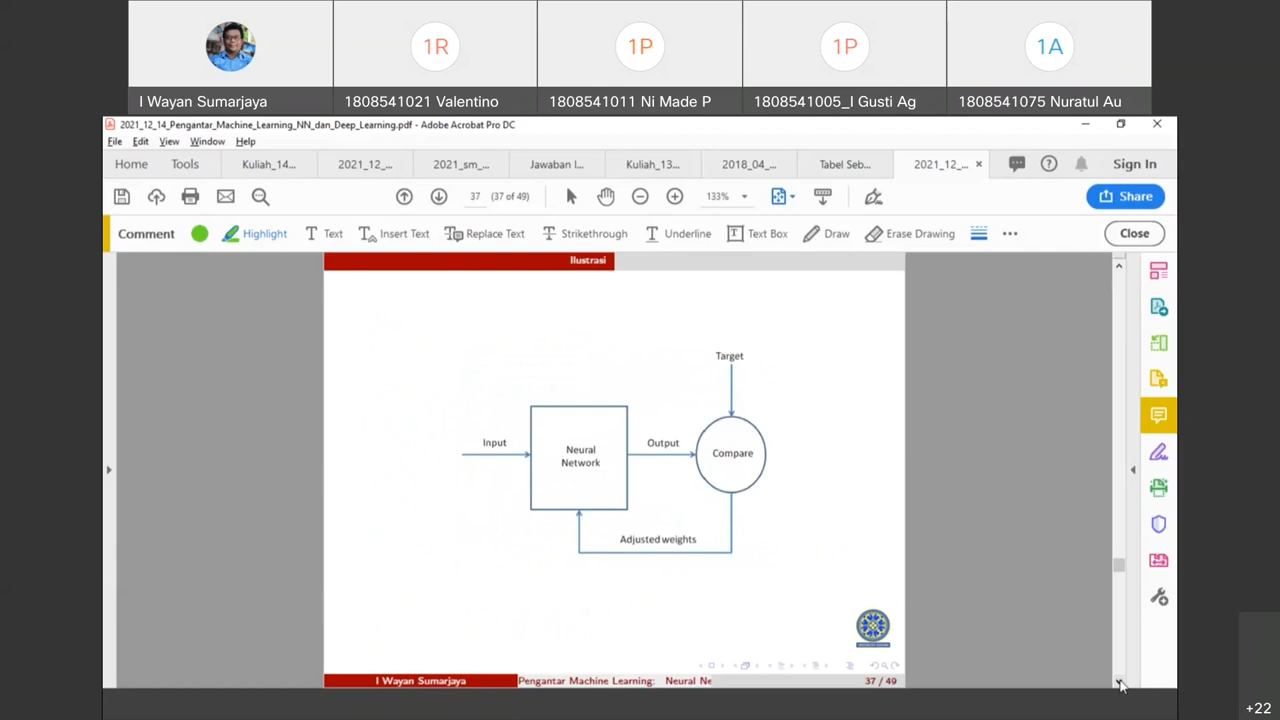 1R
1P
1P
1A
I Wayan Sumarjaya
1808541021 Valentino
1808541011 Ni Made P
1808541005_I Gusti Ag
1808541075 Nuratul Au
2021_12_14_Pengantar_Machine_Learning_NN_dan_Deep_Learning.pdf - Adobe Acrobat Pro DC
File Edit View Window Help
Home Tools Kuliah_14... 2021_12_... 2021_sm_... Jawaban I... Kuliah_13... 2018_04_... Tabel Seb... 2021_12_... × Sign In
37 (37 of 49) 133% Share
Comment Highlight Text Insert Text Replace Text Strikethrough Underline Text Box Draw Erase Drawing Close
Ilustrasi
Target
Input
Neural
Network
Output
Compare
Adjusted weights
I Wayan Sumarjaya Pengantar Machine Learning: Neural Ne 37 / 49
+22